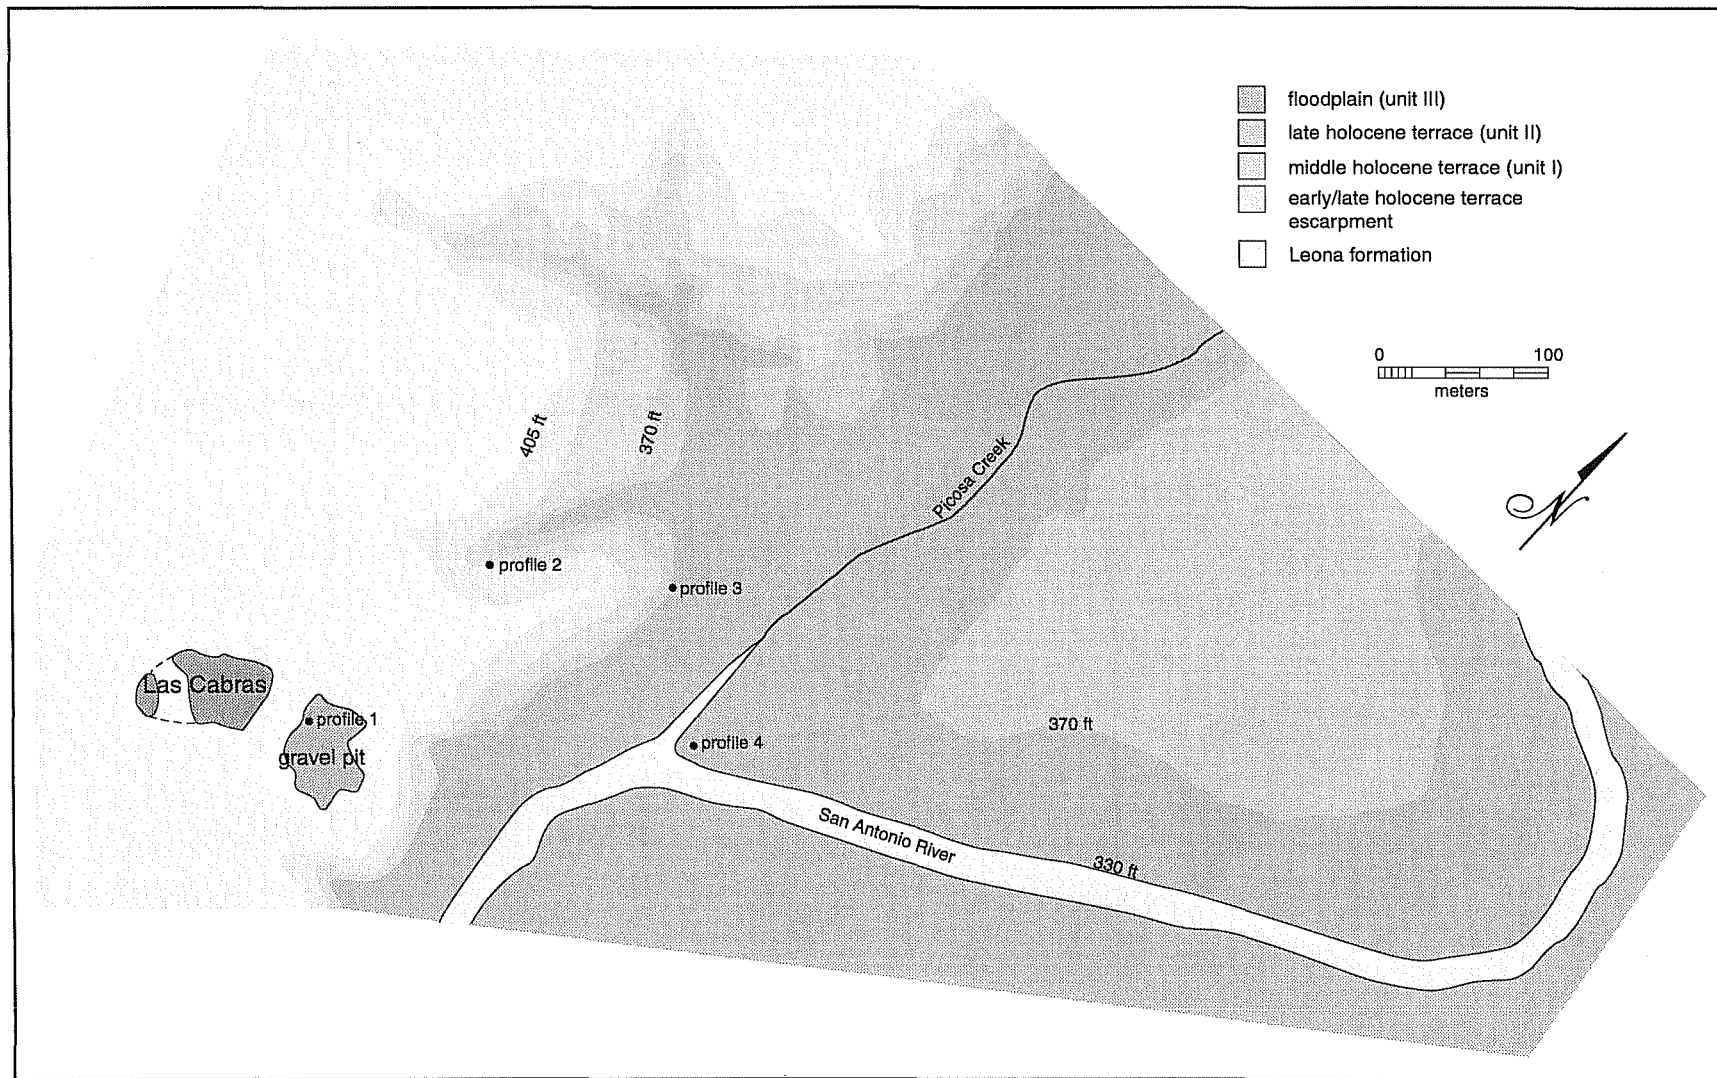 floodplain (unit III)
late holocene terrace (unit II)
middle holocene terrace (unit I)
early/late holocene terrace
escarpment
Leona formation
0 100
meters
N
405 ft
370 ft
Picosa Creek
profile 2
profile 3
Las Cabras
profile 1
gravel pit
profile 4
370 ft
San Antonio River
330 ft